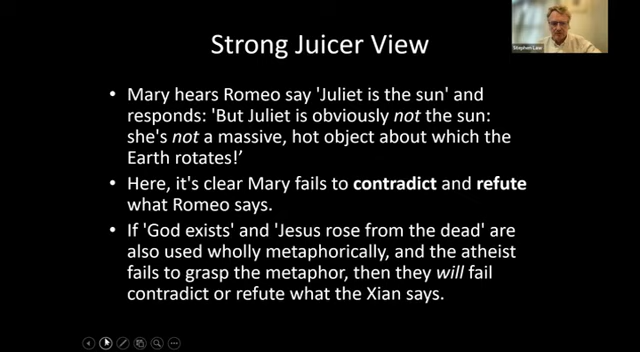 Stephen Law
Strong Juicer View
• Mary hears Romeo say 'Juliet is the sun' and
responds: 'But Juliet is obviously not the sun:
she's not a massive, hot object about which the
Earth rotates!'
• Here, it's clear Mary fails to contradict and refute
what Romeo says.
• If 'God exists' and 'Jesus rose from the dead' are
also used wholly metaphorically, and the atheist
fails to grasp the metaphor, then they will fail
contradict or refute what the Xian says.